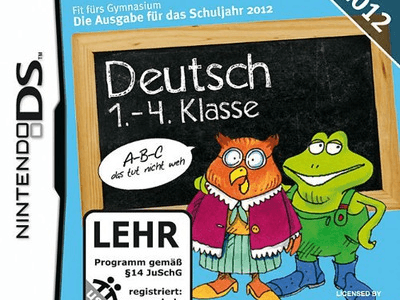 Fit fürs Gymnasium
Die Ausgabe für das Schuljahr 2012
2012
NINTENDO DS
TM
Deutsch
1.-4. Klasse
A-B-C
das tut nicht weh
LEHR
Programm gemäß
§14 JuSchG
registriert:
LICENSED BY